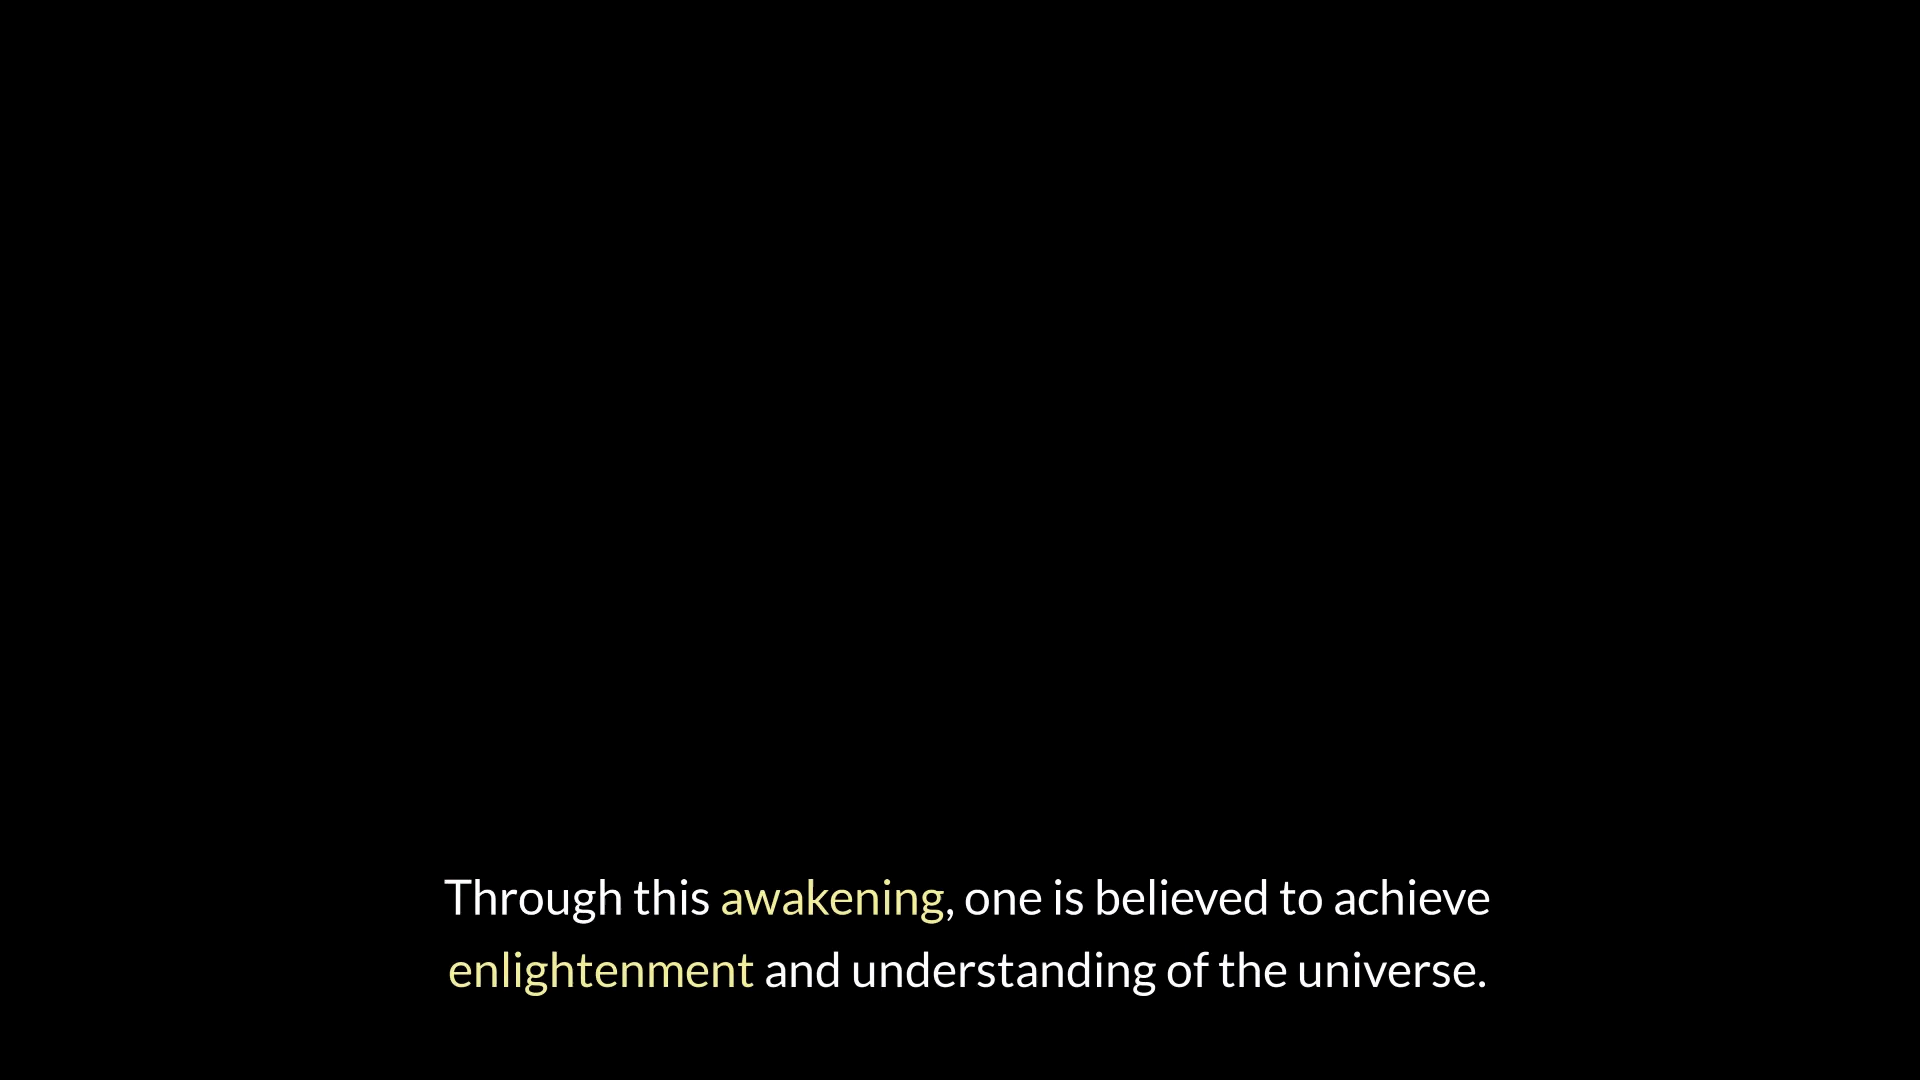 Through this awakening, one is believed to achieve
enlightenment and understanding of the universe.